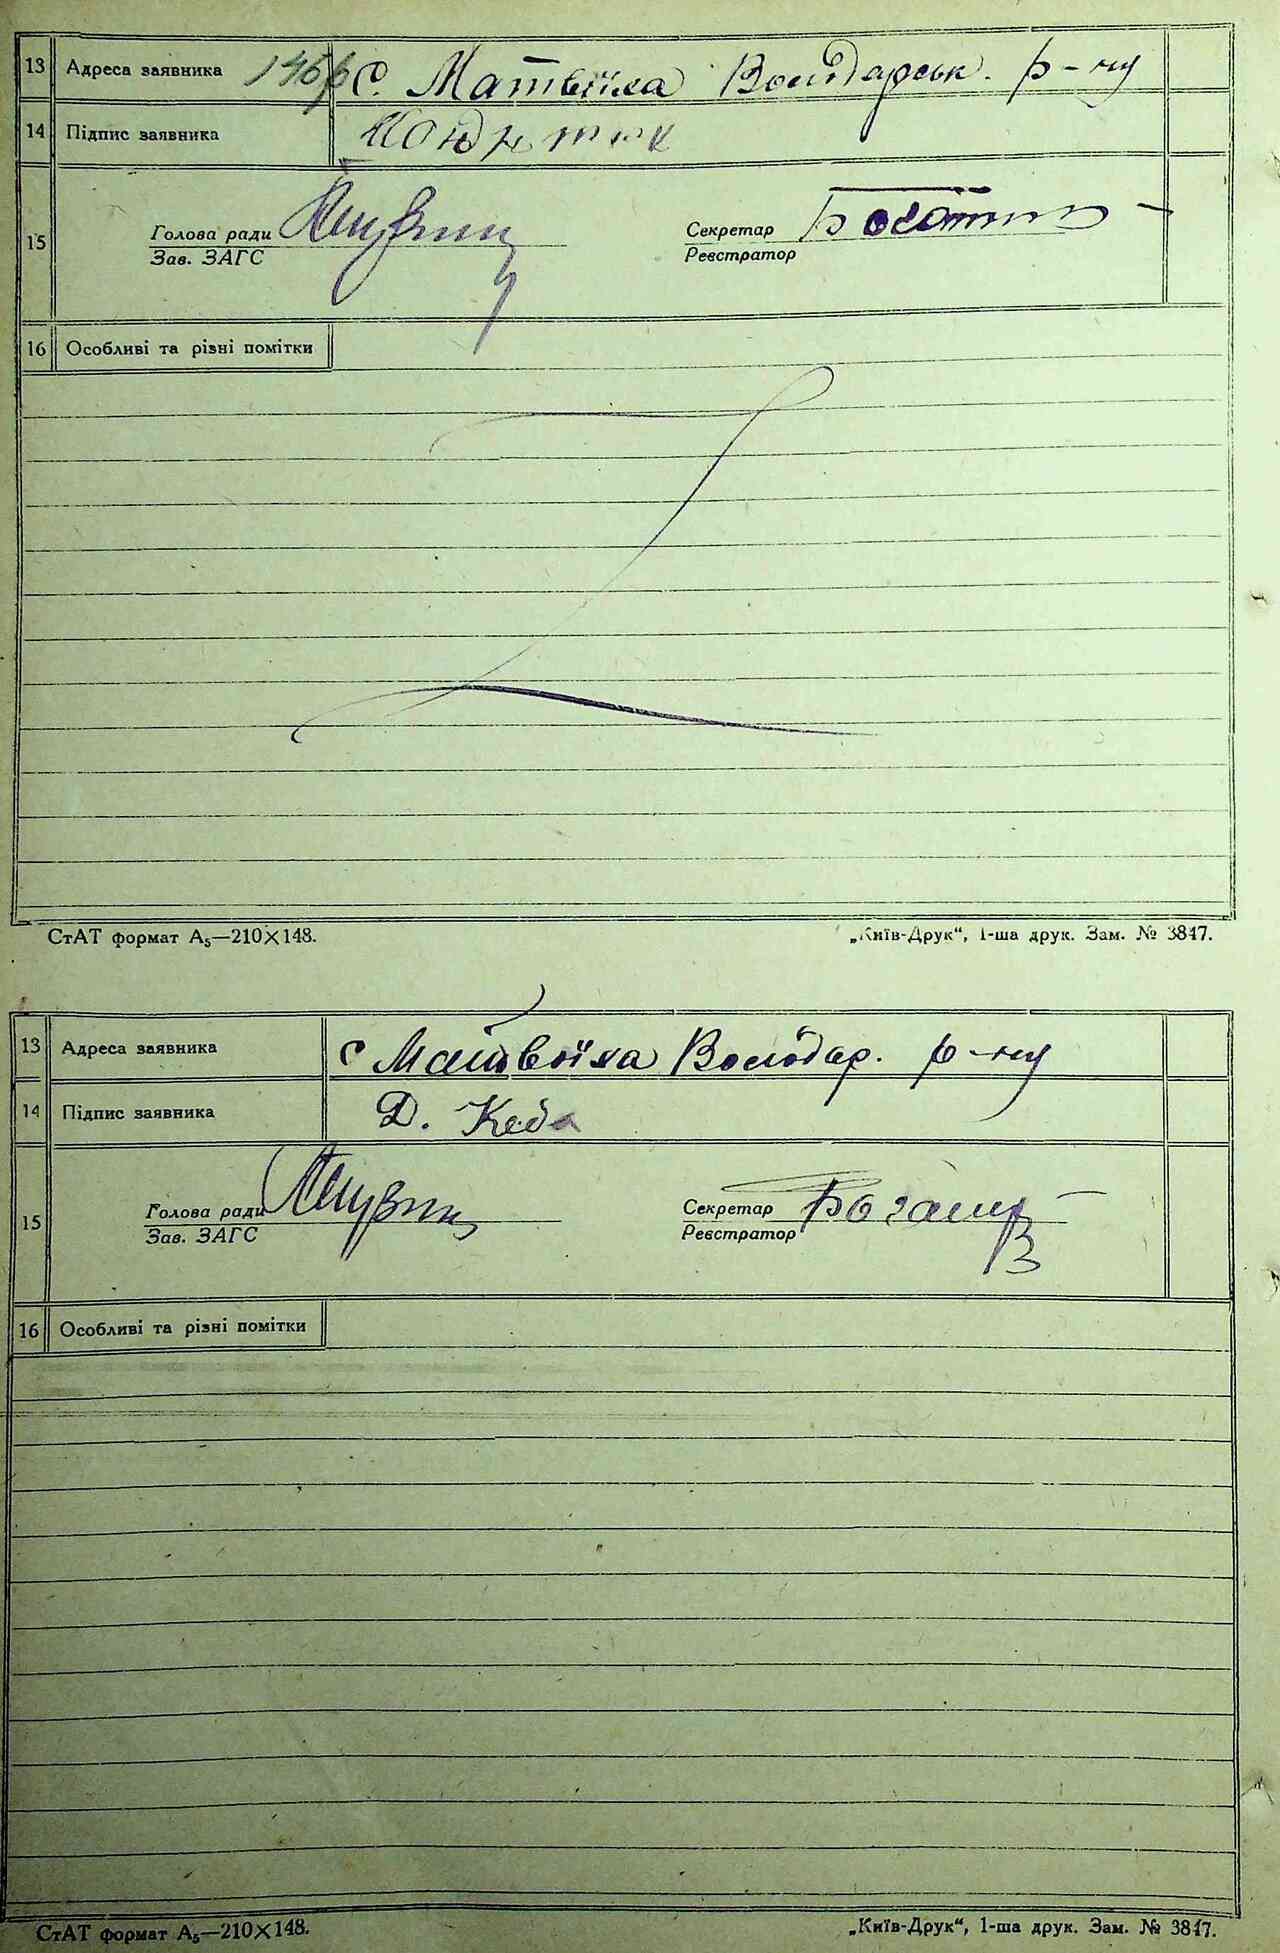 13 Адреса заявника с. Матвіїха Володарськ. р-ну
14 Підпис заявника Кондратюк
15 Голова ради Секретар
Зав. ЗАГС Реєстратор
16 Особливі та різні помітки
СтАТ формат А5—210×148. „Київ-Друк“, 1-ша друк. Зам. № 3847.
13 Адреса заявника с Матвіїха Володар. р-ну
14 Підпис заявника Д. Кеба
15 Голова ради Секретар
Зав. ЗАГС Реєстратор
16 Особливі та різні помітки
СтАТ формат А5—210×148. „Київ-Друк“, 1-ша друк. Зам. № 3847.